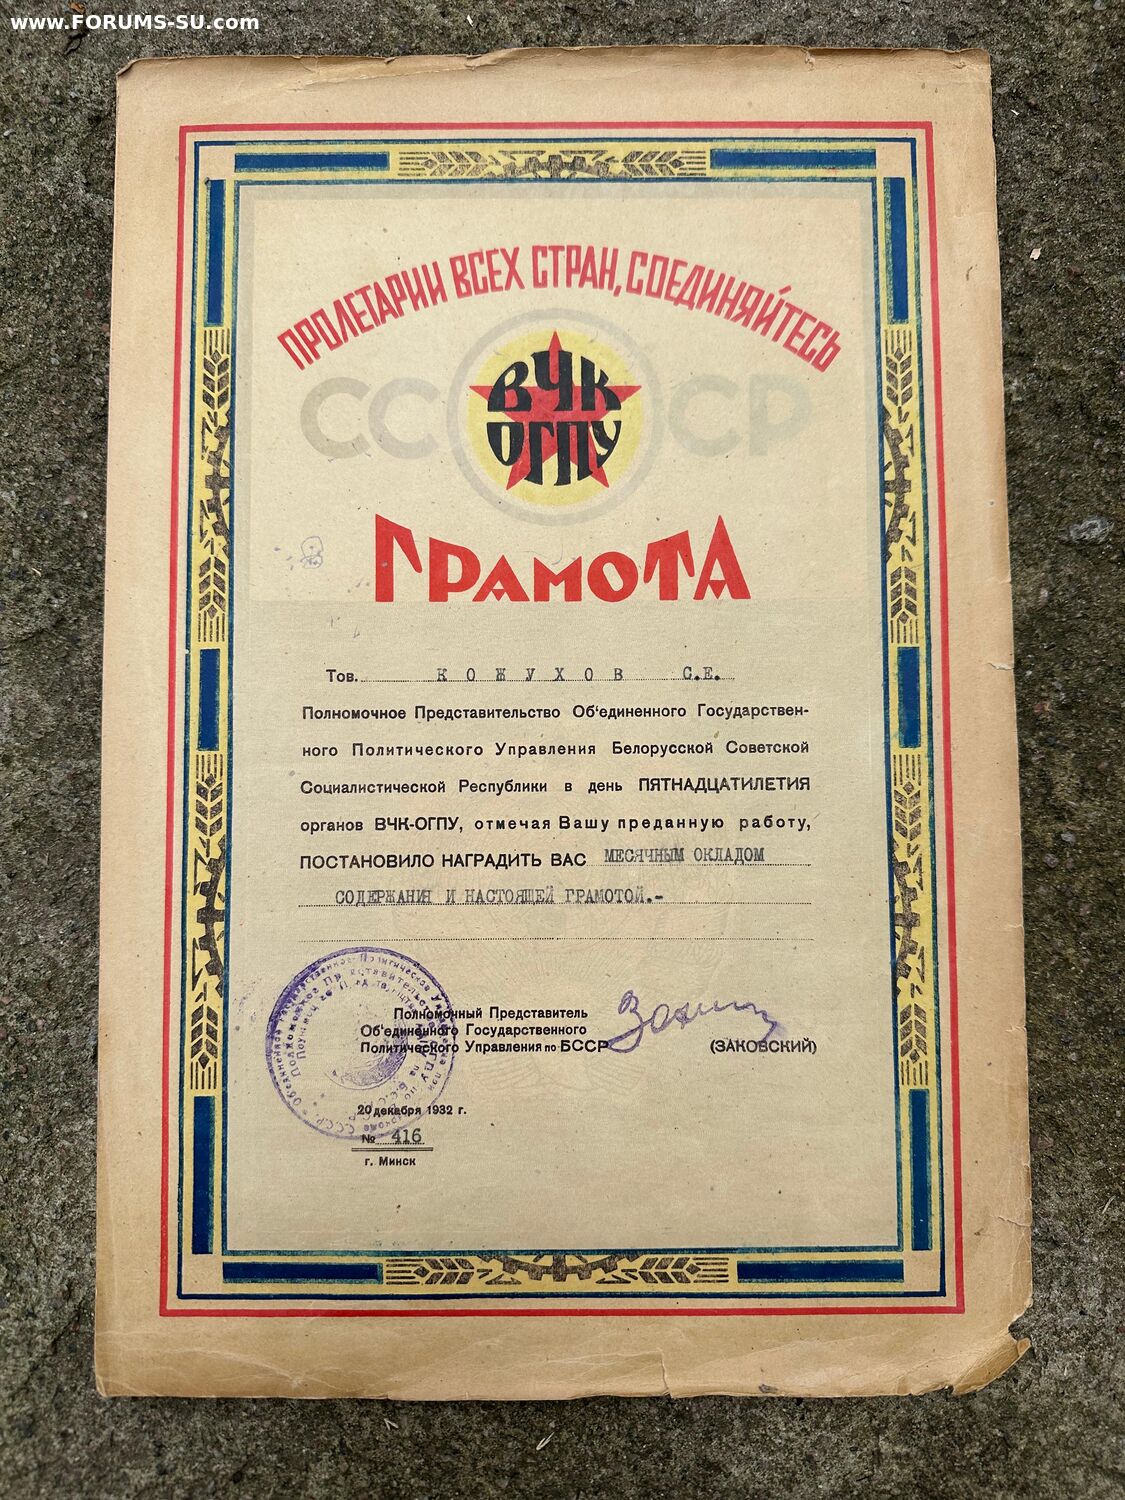 www.FORUMS-SU.com
ПРОЛЕТАРИИ ВСЕХ СТРАН, СОЕДИНЯЙТЕСЬ
СССР
ВЧК
ОГПУ
ГРАМОТА
Тов. КОЖУХОВ С.Е.
Полномочное Представительство Об'единенного Государствен-
ного Политического Управления Белорусской Советской
Социалистической Республики в день ПЯТНАДЦАТИЛЕТИЯ
органов ВЧК-ОГПУ, отмечая Вашу преданную работу,
ПОСТАНОВИЛО НАГРАДИТЬ ВАС МЕСЯЧНЫМ ОКЛАДОМ
СОДЕРЖАНИЯ И НАСТОЯЩЕЙ ГРАМОТОЙ.-
Полномочный Представитель
Об'единенного Государственного
Политического Управления по БССР
(ЗАКОВСКИЙ)
20 декабря 1932 г.
№ 416
г. Минск